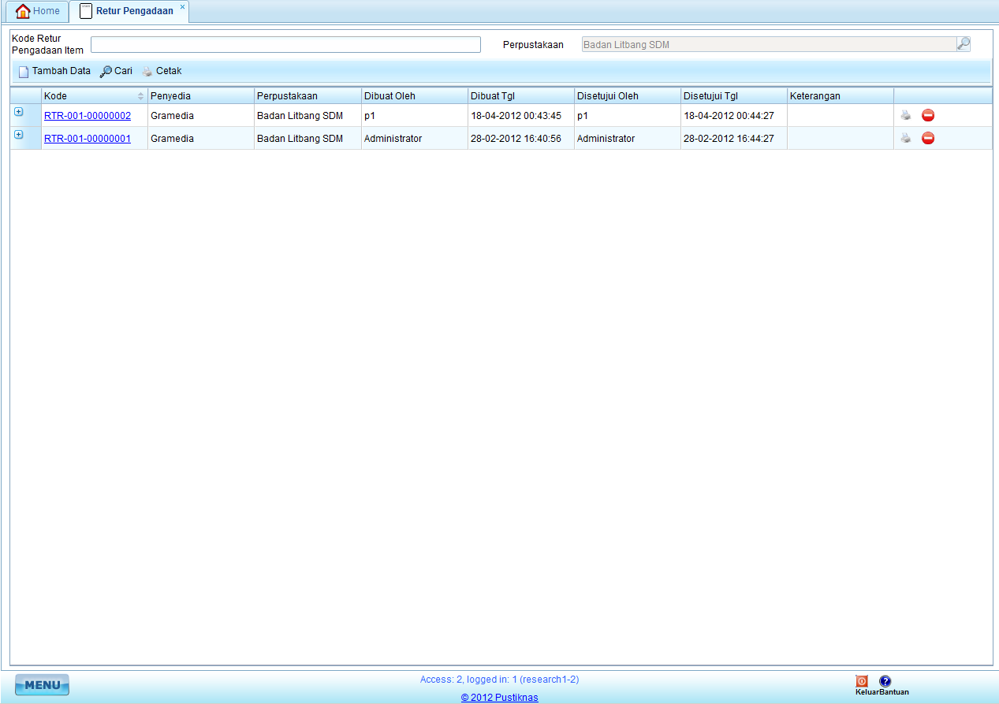 Home
Retur Pengadaan
Kode Retur
Pengadaan Item
Perpustakaan
Badan Litbang SDM
Tambah Data Cari Cetak
Kode Penyedia Perpustakaan Dibuat Oleh Dibuat Tgl Disetujui Oleh Disetujui Tgl Keterangan
RTR-001-00000002 Gramedia Badan Litbang SDM p1 18-04-2012 00:43:45 p1 18-04-2012 00:44:27
RTR-001-00000001 Gramedia Badan Litbang SDM Administrator 28-02-2012 16:40:56 Administrator 28-02-2012 16:44:27
MENU
Access: 2, logged in: 1 (research1-2)
© 2012 Pustiknas
Keluar
Bantuan